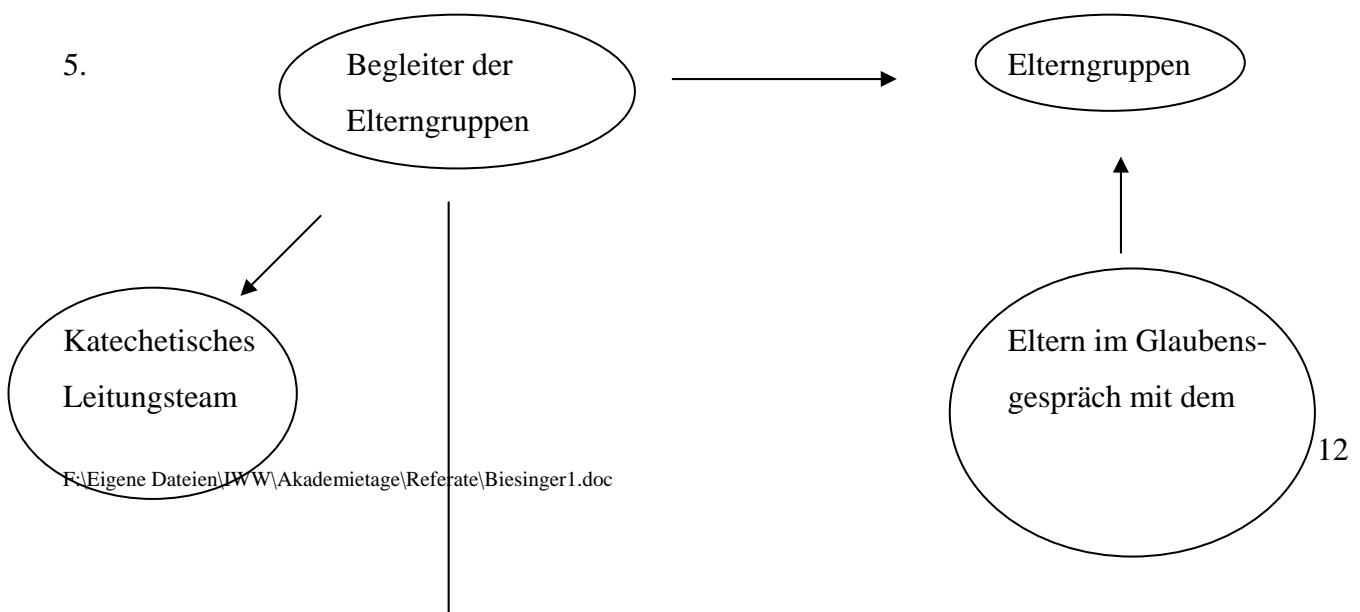 5.
Begleiter der
Elterngruppen
Elterngruppen
Katechetisches
Leitungsteam
Eltern im Glaubens-
gespräch mit dem
12
F:\Eigene Dateien\IWW\Akademietage\Referate\Biesinger1.doc